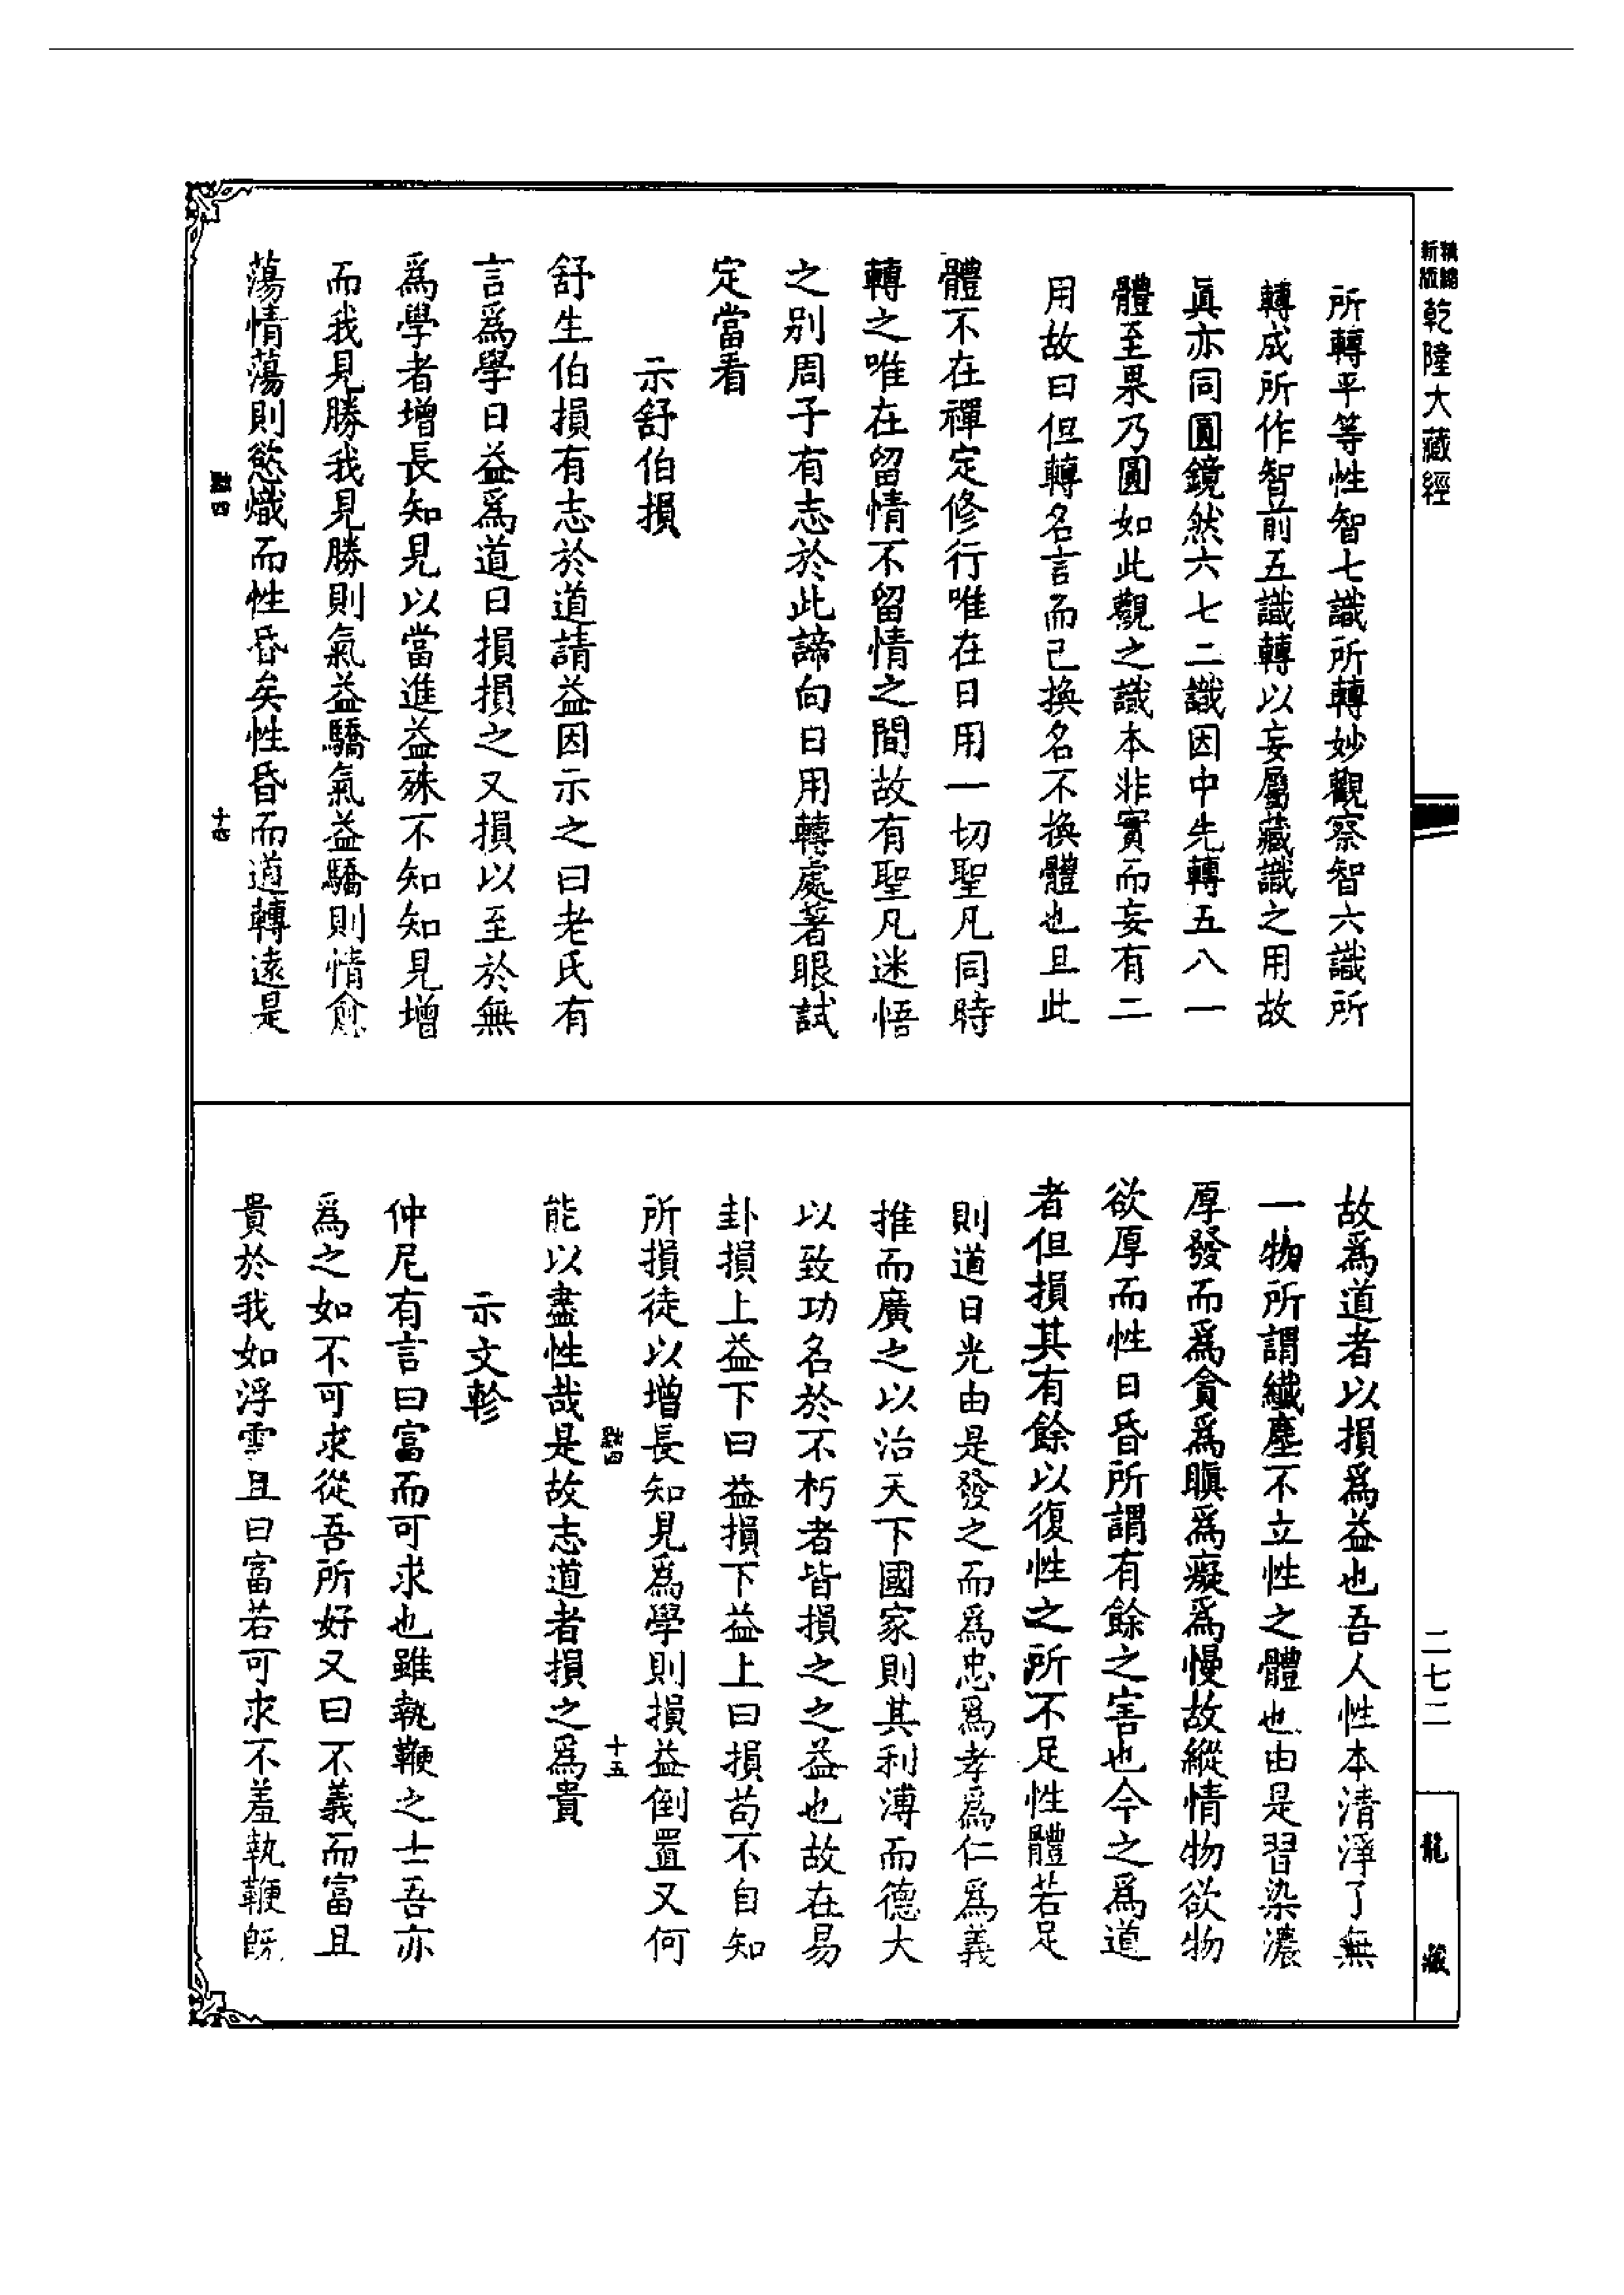 精縮
新版
乾隆大藏經
所轉平等性智七識所轉妙觀察智六識所
轉成所作智前五識轉以妄屬藏識之用故
眞亦同圓鏡然六七二識因中先轉五八一
體至果乃圓如此觀之識本非實而妄有二
用故曰但轉名言而已換名不換體也且此
體不在禪定修行唯在日用一切聖凡同時
轉之唯在留情不留情之間故有聖凡迷悟
之別周子有志於此諦向日用轉處著眼試
定當看
示舒伯損
舒生伯損有志於道請益因示之曰老氏有
言爲學日益爲道日損損之又損以至於無
爲學者增長知見以當進益殊不知知見增
而我見勝我見勝則氣益驕氣益驕則情愈
蕩情蕩則慾熾而性昏矣性昏而道轉遠是
故爲道者以損爲益也吾人性本清淨了無
一物所謂纖塵不立性之體也由是習染濃
厚發而爲貪爲瞋爲癡爲慢故縱情物欲物
欲厚而性日昏所謂有餘之害也今之爲道
者但損其有餘以復性之所不足性體若足
則道日光由是發之而爲忠爲孝爲仁爲義
推而廣之以治天下國家則其利溥而德大
以致功名於不朽者皆損之之益也故在易
卦損上益下曰益損下益上曰損苟不自知
所損徒以增長知見爲學則損益倒置又何
十五
能以盡性哉是故志道者損之爲貴
示文軫
仲尼有言曰富而可求也雖執鞭之士吾亦
爲之如不可求從吾所好又曰不義而富且
貴於我如浮雲且曰富若可求不羞執鞭旣
二七二
龍藏